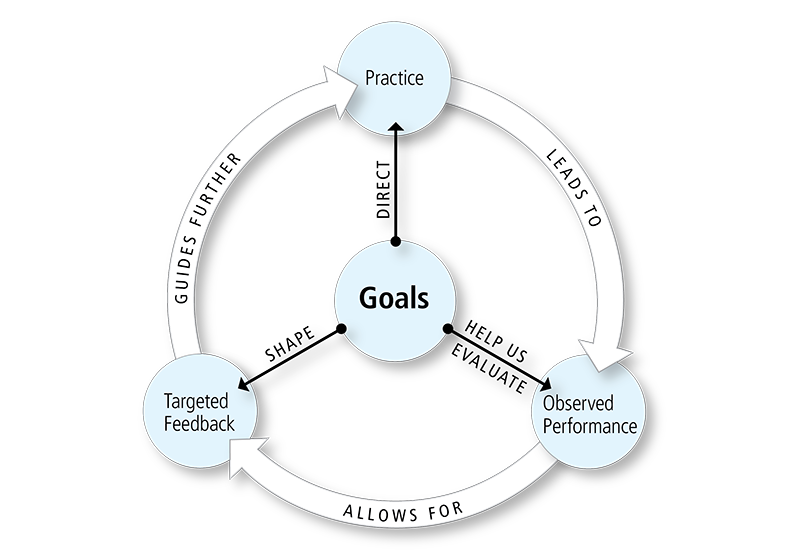 Practice
GUIDES FURTHER
DIRECT
LEADS TO
Goals
SHAPE
HELP US
EVALUATE
Targeted
Feedback
Observed
Performance
ALLOWS FOR